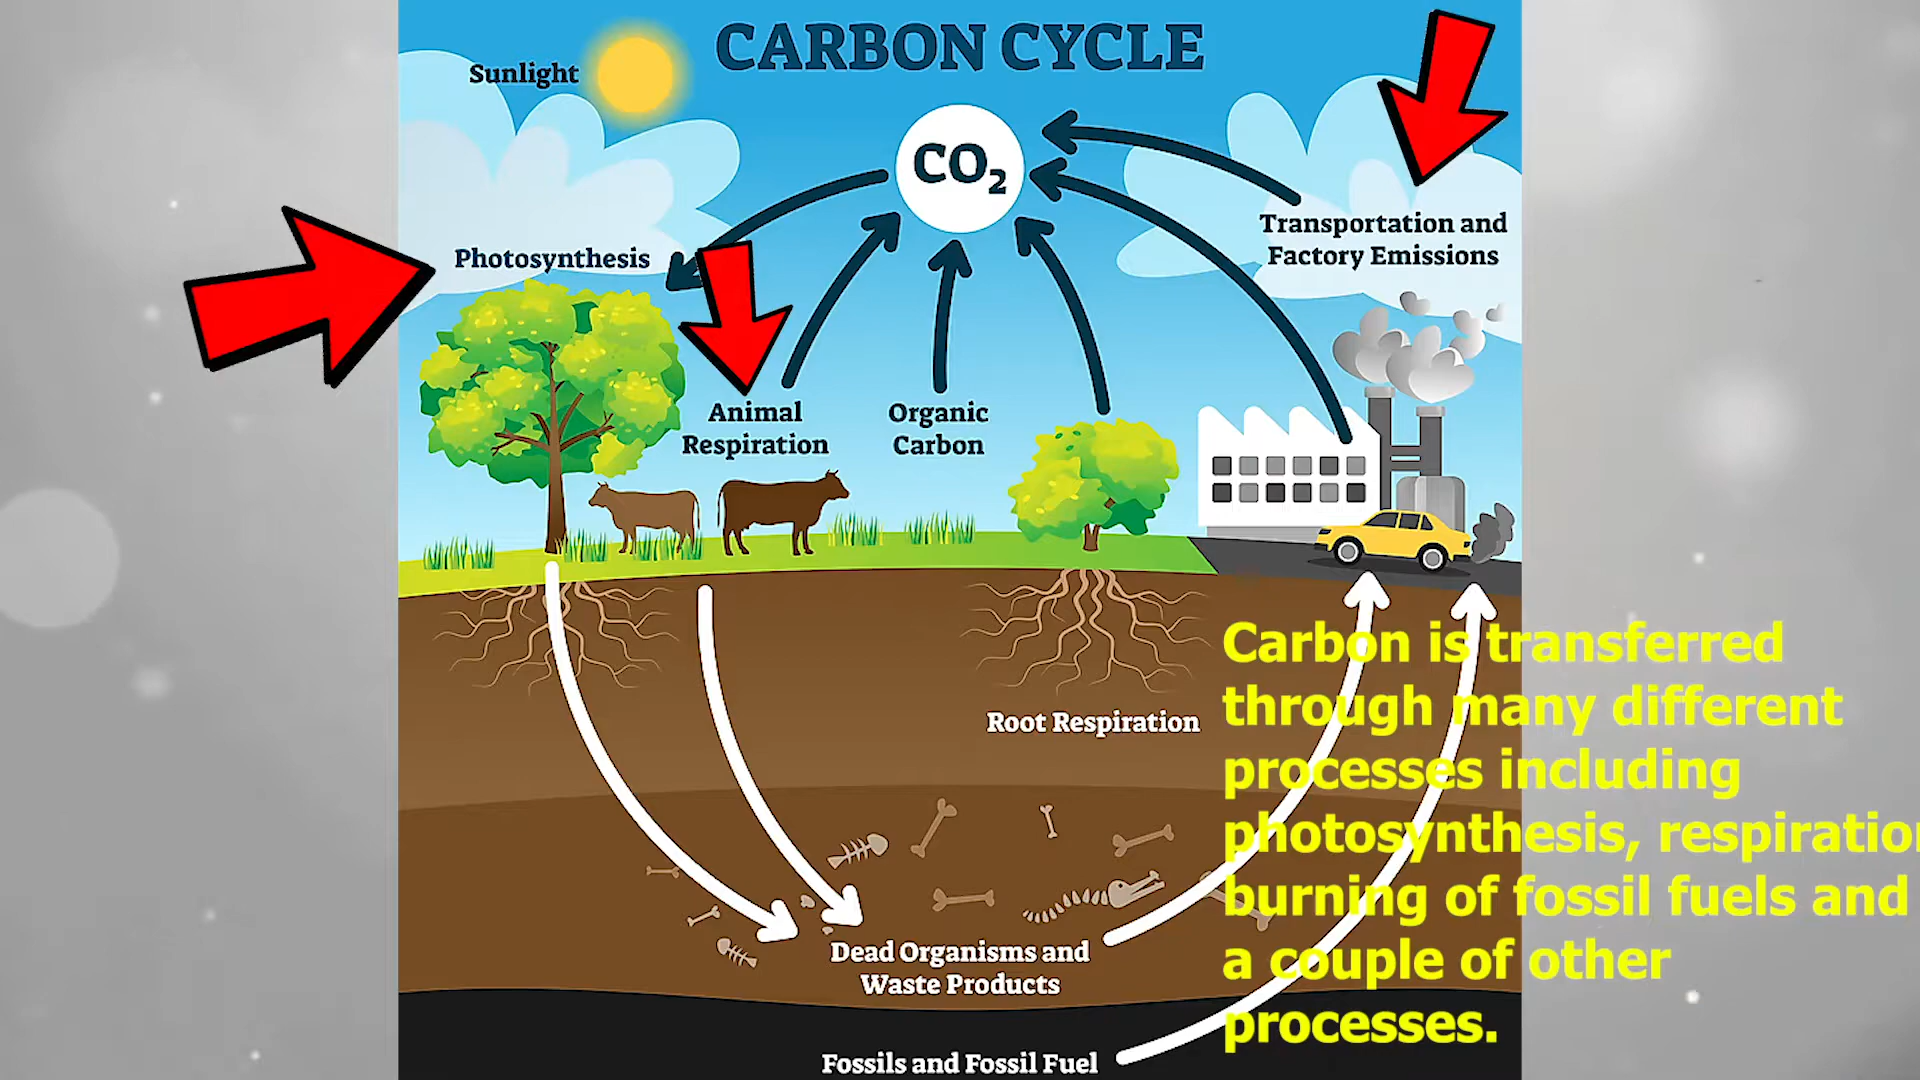 CARBON CYCLE
Sunlight
CO₂
Transportation and
Factory Emissions
Photosynthesis
Animal
Respiration
Organic
Carbon
Root Respiration
Dead Organisms and
Waste Products
Fossils and Fossil Fuel
Carbon is transferred
through many different
processes including
photosynthesis, respiration
burning of fossil fuels and
a couple of other
processes.